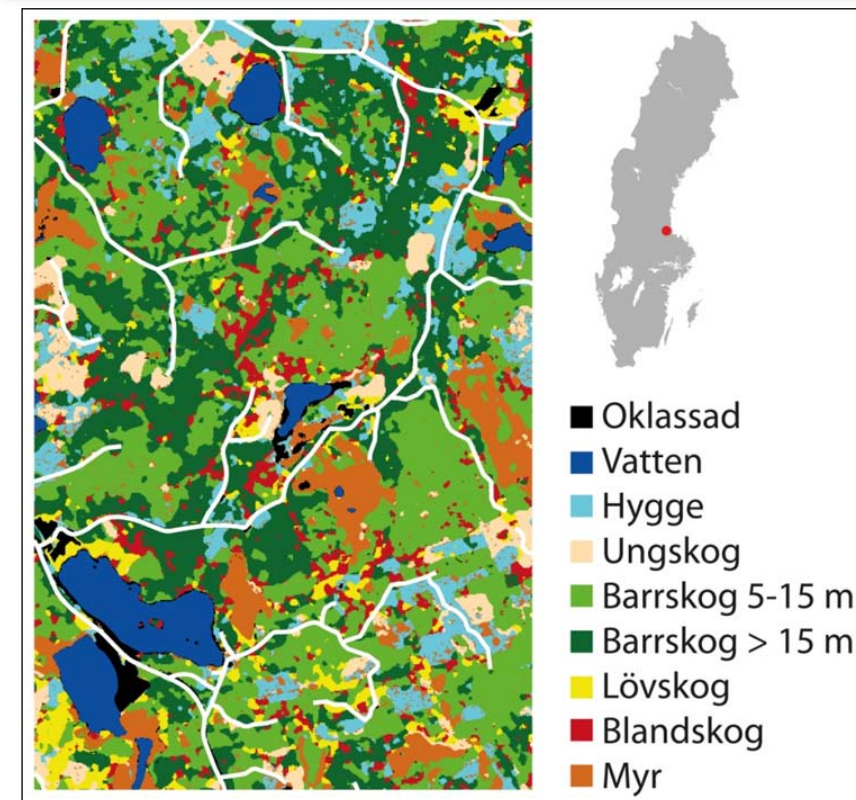 Oklassad
Vatten
Hygge
Ungskog
Barrskog 5-15 m
Barrskog > 15 m
Lövskog
Blandskog
Myr